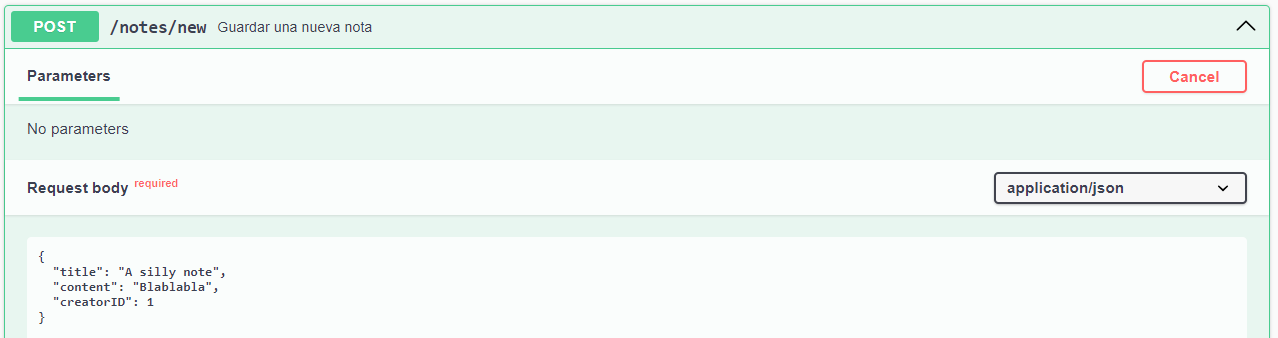 POST /notes/new Guardar una nueva nota
Parameters
Cancel
No parameters
Request body required
application/json
{
  "title": "A silly note",
  "content": "Blablabla",
  "creatorID": 1
}